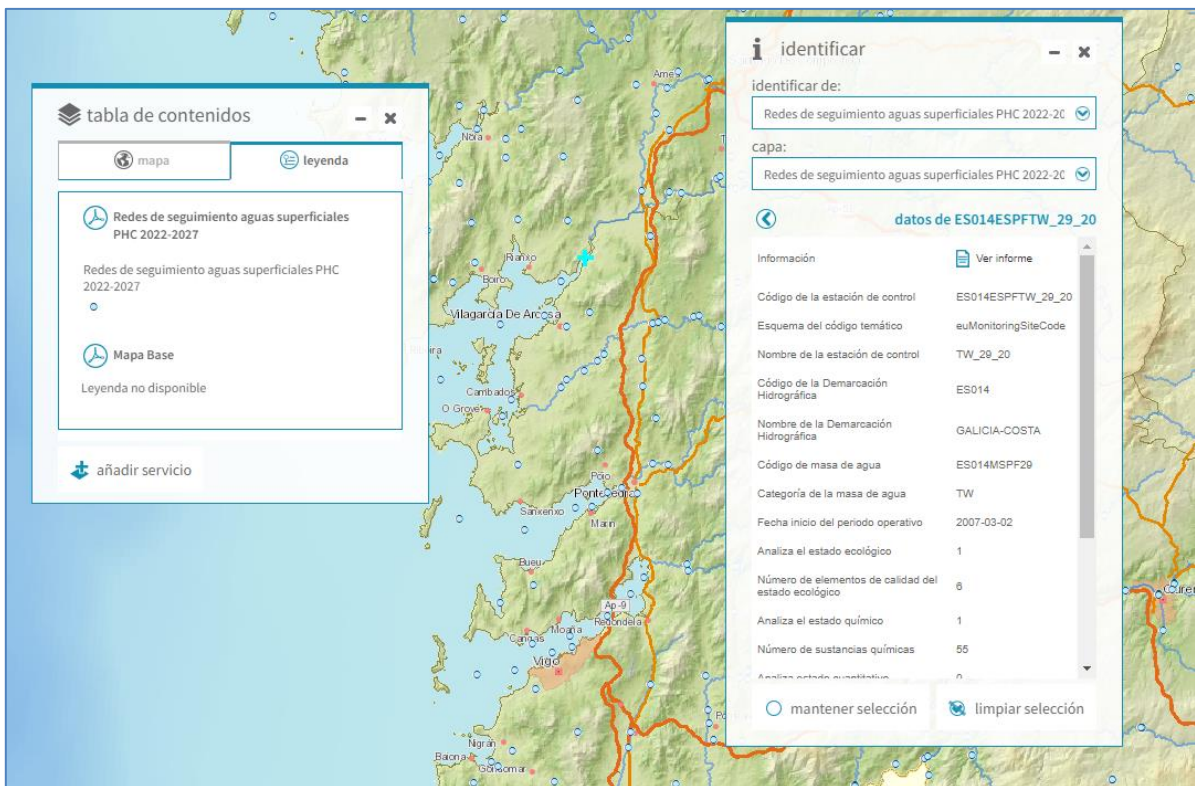 tabla de contenidos
mapa
leyenda
Redes de seguimiento aguas superficiales
PHC 2022-2027
Redes de seguimiento aguas superficiales PHC
2022-2027
Mapa Base
Leyenda no disponible
añadir servicio
Ames
Noia
Rianxo
Boiro
Vilagarcía De Arousa
Cambados
O Grove
Poio
Pontevedra
Sanxenxo
Marín
Bueu
Ap-9
Redondela
Moaña
Cangas
Vigo
Nigrán
Baiona
Gondomar
i identificar
identificar de:
Redes de seguimiento aguas superficiales PHC 2022-20
capa:
Redes de seguimiento aguas superficiales PHC 2022-20
datos de ES014ESPFTW_29_20
Información Ver informe
Código de la estación de control ES014ESPFTW_29_20
Esquema del código temático euMonitoringSiteCode
Nombre de la estación de control TW_29_20
Código de la Demarcación
Hidrográfica ES014
Nombre de la Demarcación
Hidrográfica GALICIA-COSTA
Código de masa de agua ES014MSPF29
Categoría de la masa de agua TW
Fecha inicio del periodo operativo 2007-03-02
Analiza el estado ecológico 1
Número de elementos de calidad del
estado ecológico 6
Analiza el estado químico 1
Número de sustancias químicas 55
Analiza estado cuantitativo 0
mantener selección
limpiar selección